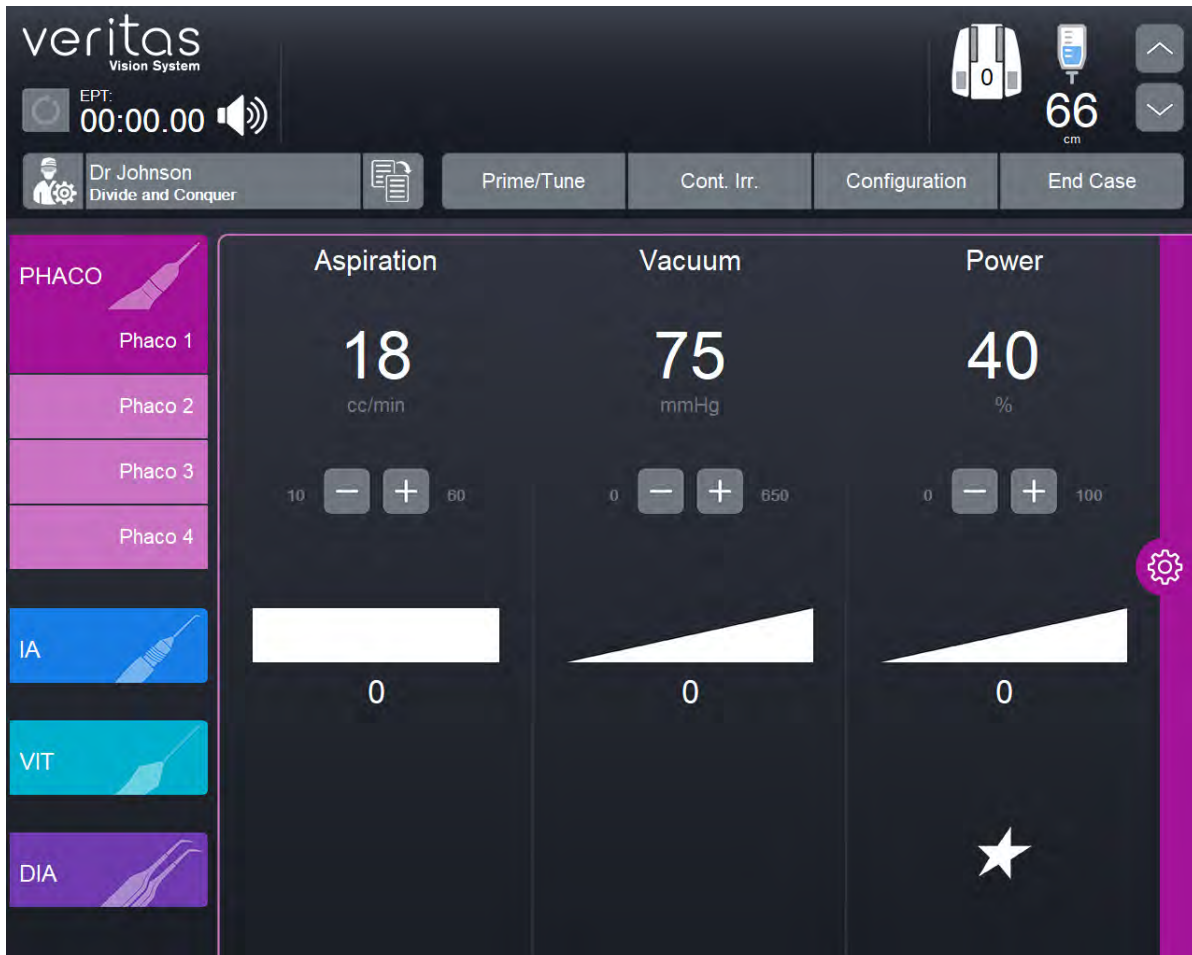 veritas
Vision System
EPT:
00:00.00
0
66
cm
Dr Johnson
Divide and Conquer
Prime/Tune
Cont. Irr.
Configuration
End Case
PHACO
Phaco 1
Phaco 2
Phaco 3
Phaco 4
IA
VIT
DIA
Aspiration
Vacuum
Power
18
75
40
cc/min
mmHg
%
10
60
0
650
0
100
0
0
0